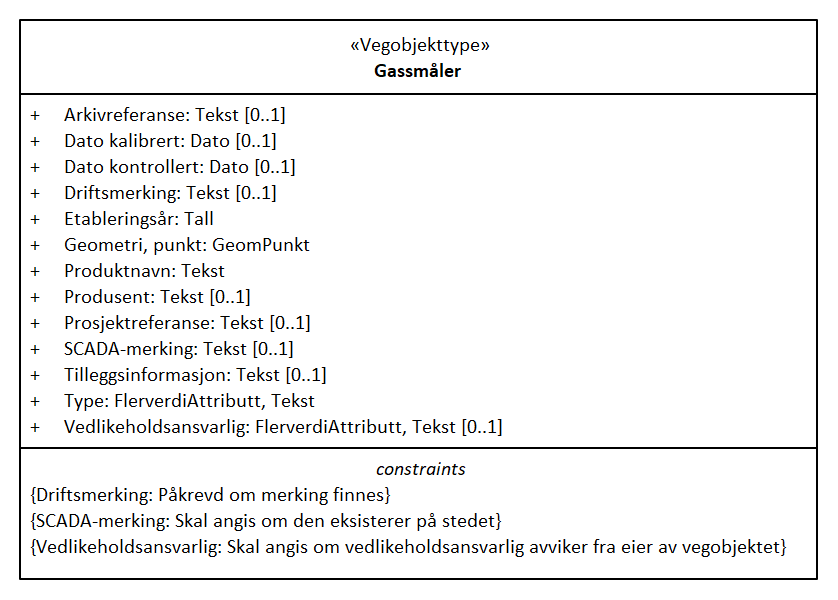 «Vegobjekttype»
Gassmåler
+ Arkivreferanse: Tekst [0..1]
+ Dato kalibrert: Dato [0..1]
+ Dato kontrollert: Dato [0..1]
+ Driftsmerking: Tekst [0..1]
+ Etableringsår: Tall
+ Geometri, punkt: GeomPunkt
+ Produktnavn: Tekst
+ Produsent: Tekst [0..1]
+ Prosjektreferanse: Tekst [0..1]
+ SCADA-merking: Tekst [0..1]
+ Tilleggsinformasjon: Tekst [0..1]
+ Type: FlerverdiAttributt, Tekst
+ Vedlikeholdsansvarlig: FlerverdiAttributt, Tekst [0..1]
constraints
{Driftsmerking: Påkrevd om merking finnes}
{SCADA-merking: Skal angis om den eksisterer på stedet}
{Vedlikeholdsansvarlig: Skal angis om vedlikeholdsansvarlig avviker fra eier av vegobjektet}